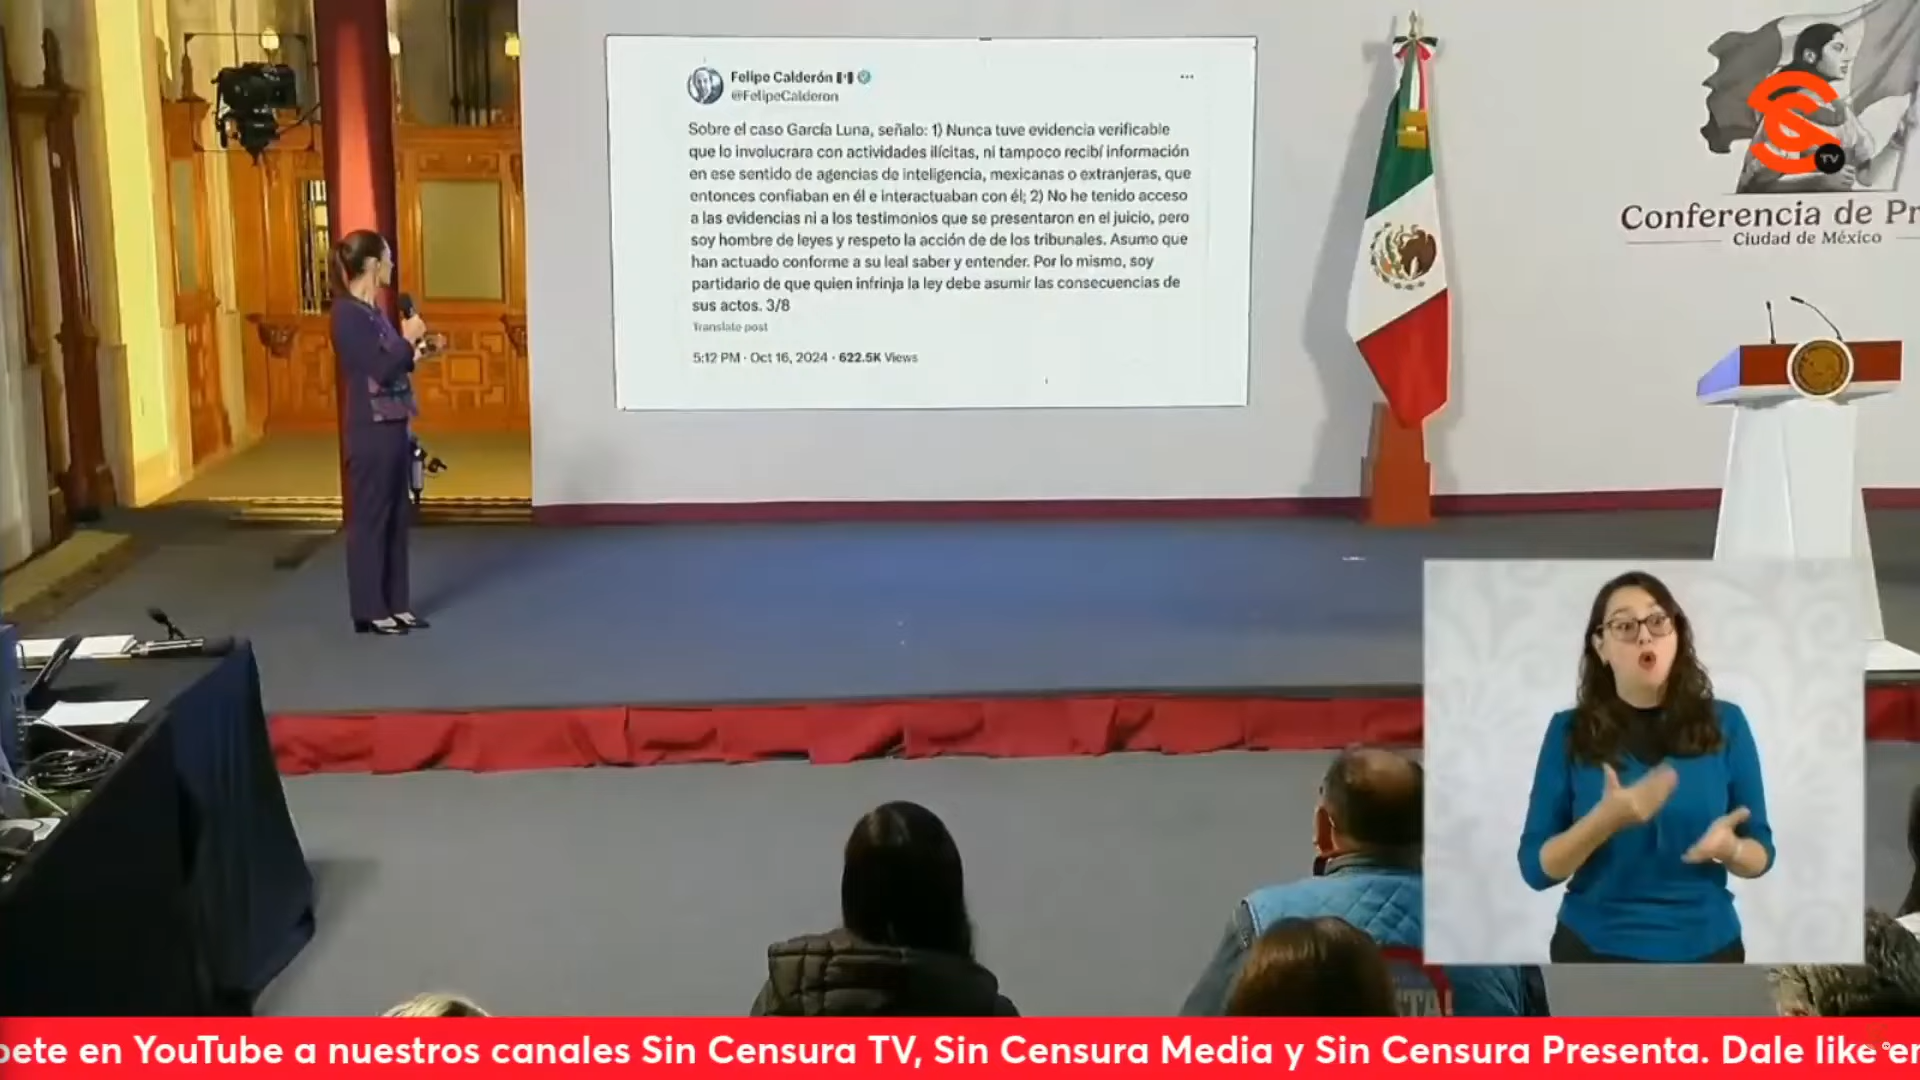 Felipe Calderón
@FelipeCalderon
Sobre el caso García Luna, señalo: 1) Nunca tuve evidencia verificable
que lo involucrara con actividades ilícitas, ni tampoco recibí información
en ese sentido de agencias de inteligencia, mexicanas o extranjeras, que
entonces confiaban en él e interactuaban con él; 2) No he tenido acceso
a las evidencias ni a los testimonios que se presentaron en el juicio, pero
soy hombre de leyes y respeto la acción de de los tribunales. Asumo que
han actuado conforme a su leal saber y entender. Por lo mismo, soy
partidario de que quien infrinja la ley debe asumir las consecuencias de
sus actos. 3/8
Translate post
5:12 PM · Oct 16, 2024 · 622.5K Views
TV
Conferencia de Pr
Ciudad de México
pete en YouTube a nuestros canales Sin Censura TV, Sin Censura Media y Sin Censura Presenta. Dale like en